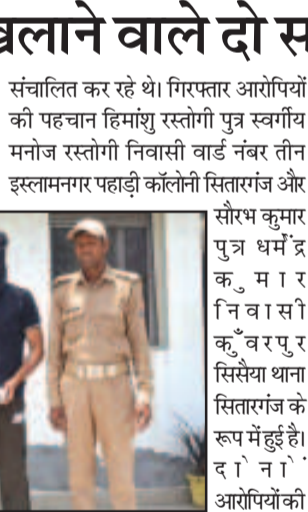 खिलाने वाले दो स
संचालित कर रहे थे। गिरफ्तार आरोपियों
की पहचान हिमांशु रस्तोगी पुत्र स्वर्गीय
मनोज रस्तोगी निवासी वार्ड नंबर तीन
इस्लामनगर पहाड़ी कॉलोनी सितारगंज और
सौरभ कुमार
पुत्र धर्मेंद्र
कुमार
निवासी
कुँवरपुर
सिसैया थाना
सितारगंज के
रूप में हुई है।
दोनों
आरोपियों को